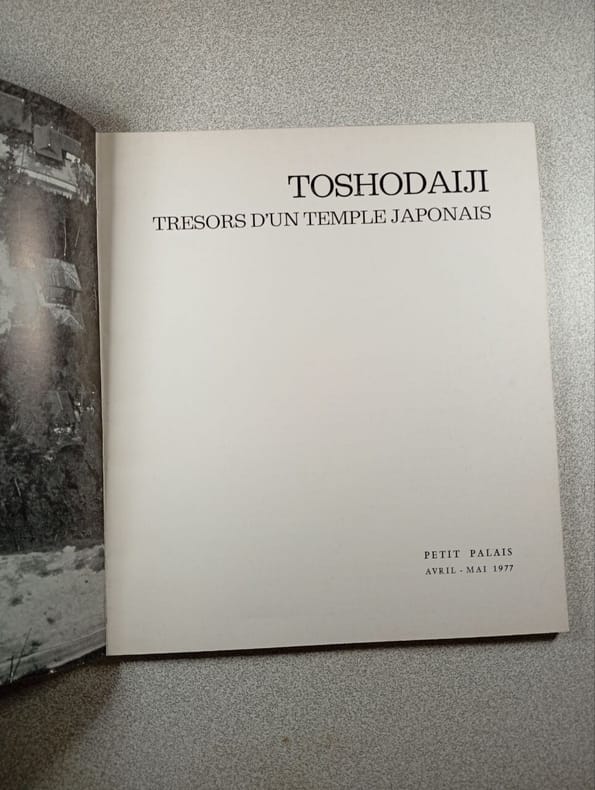 TOSHODAIJI
TRESORS D'UN TEMPLE JAPONAIS
PETIT PALAIS
AVRIL - MAI 1977